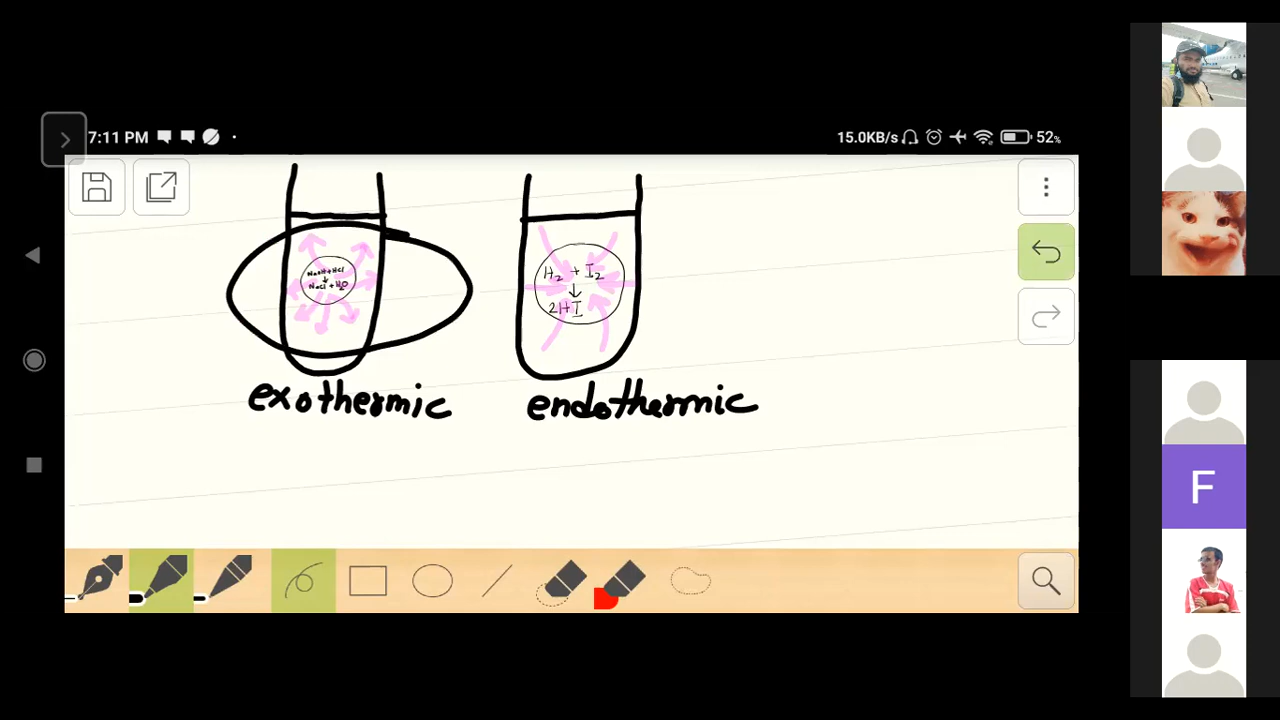 7:11 PM
15.0KB/s
52%
NaOH+HCl
↓
NaCl+H₂O
H₂ + I₂
↓
2HI
exothermic
endothermic
F